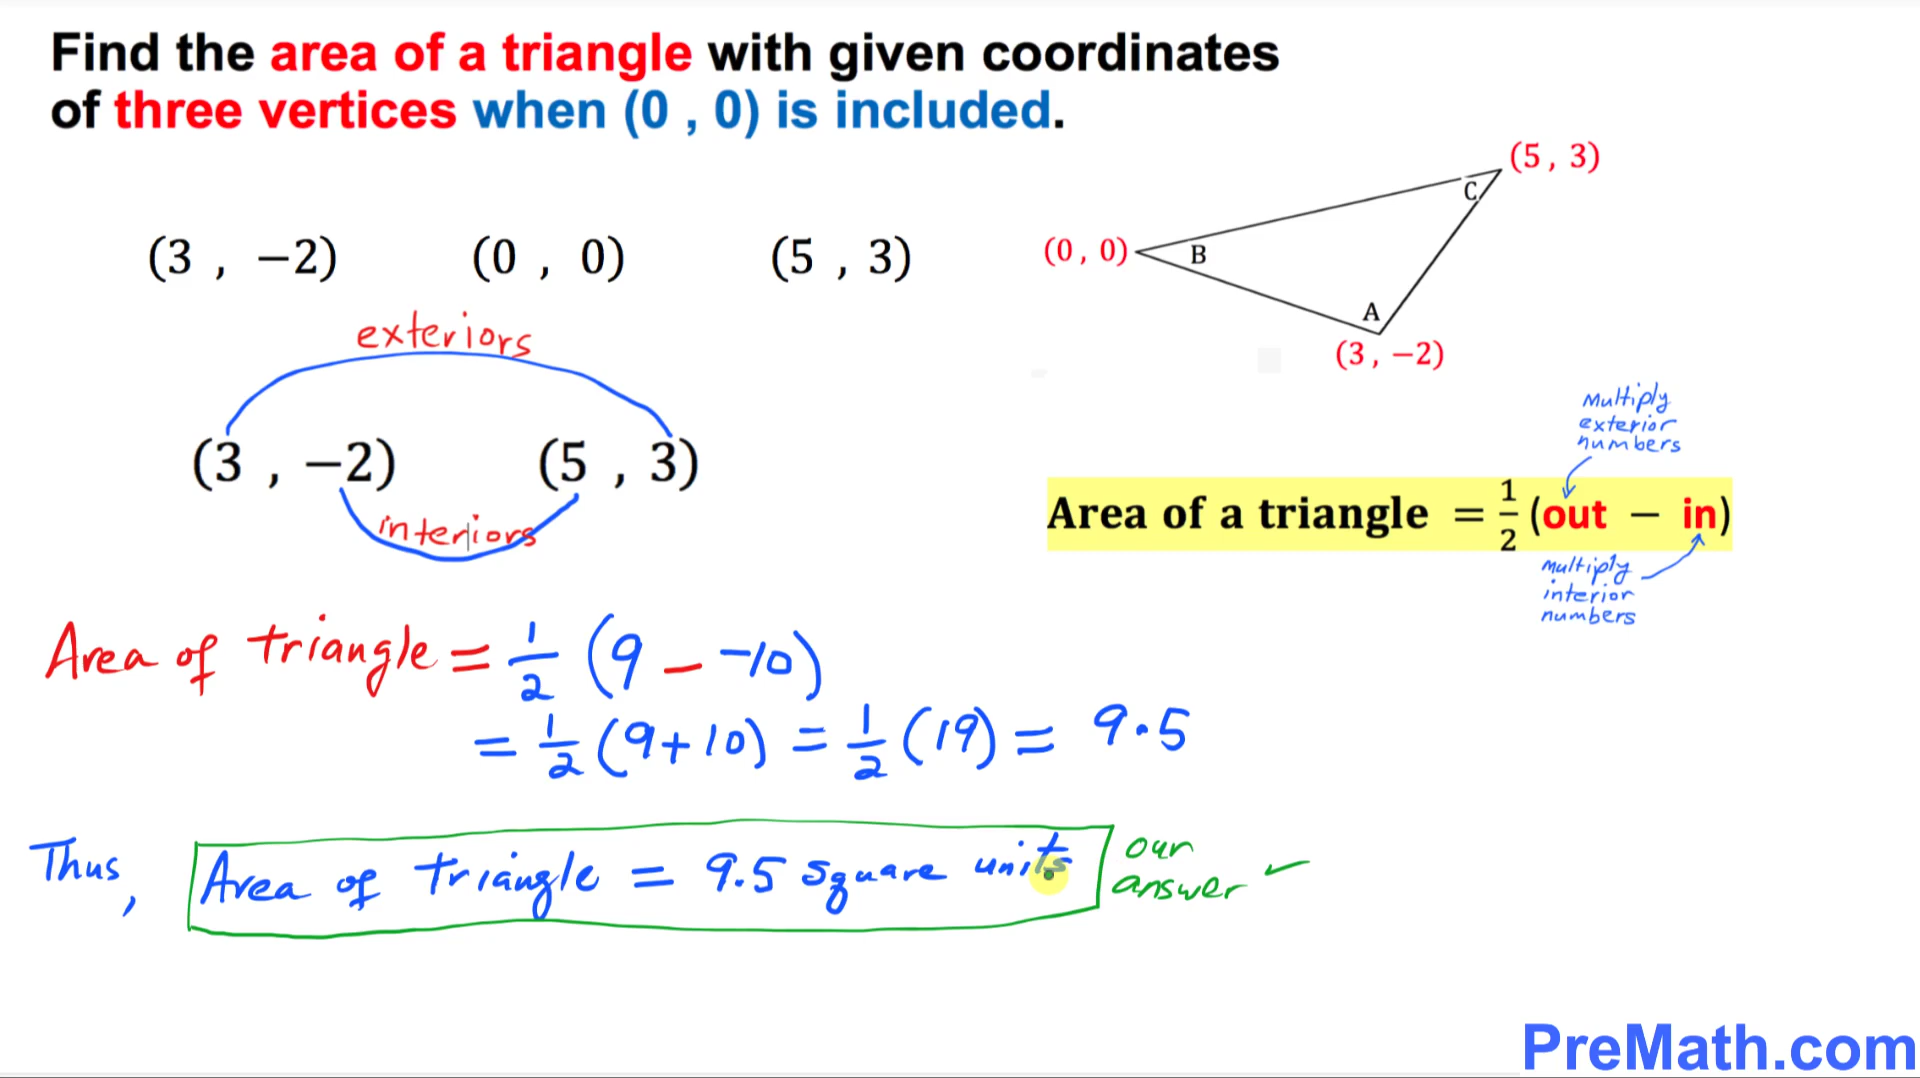 Find the area of a triangle with given coordinates
of three vertices when (0 , 0) is included.
(5 , 3)
C
(3 , −2) (0 , 0) (5 , 3)
(0 , 0) B
A
(3 , −2)
exteriors
(3 , −2) (5 , 3)
interiors
Multiply
exterior
numbers
Area of a triangle = 1/2 (out − in)
multiply
interior
numbers
Area of triangle = 1/2 (9 − -10)
= 1/2 (9+10) = 1/2 (19) = 9.5
Thus, Area of triangle = 9.5 square units
our
answer ✓
PreMath.com